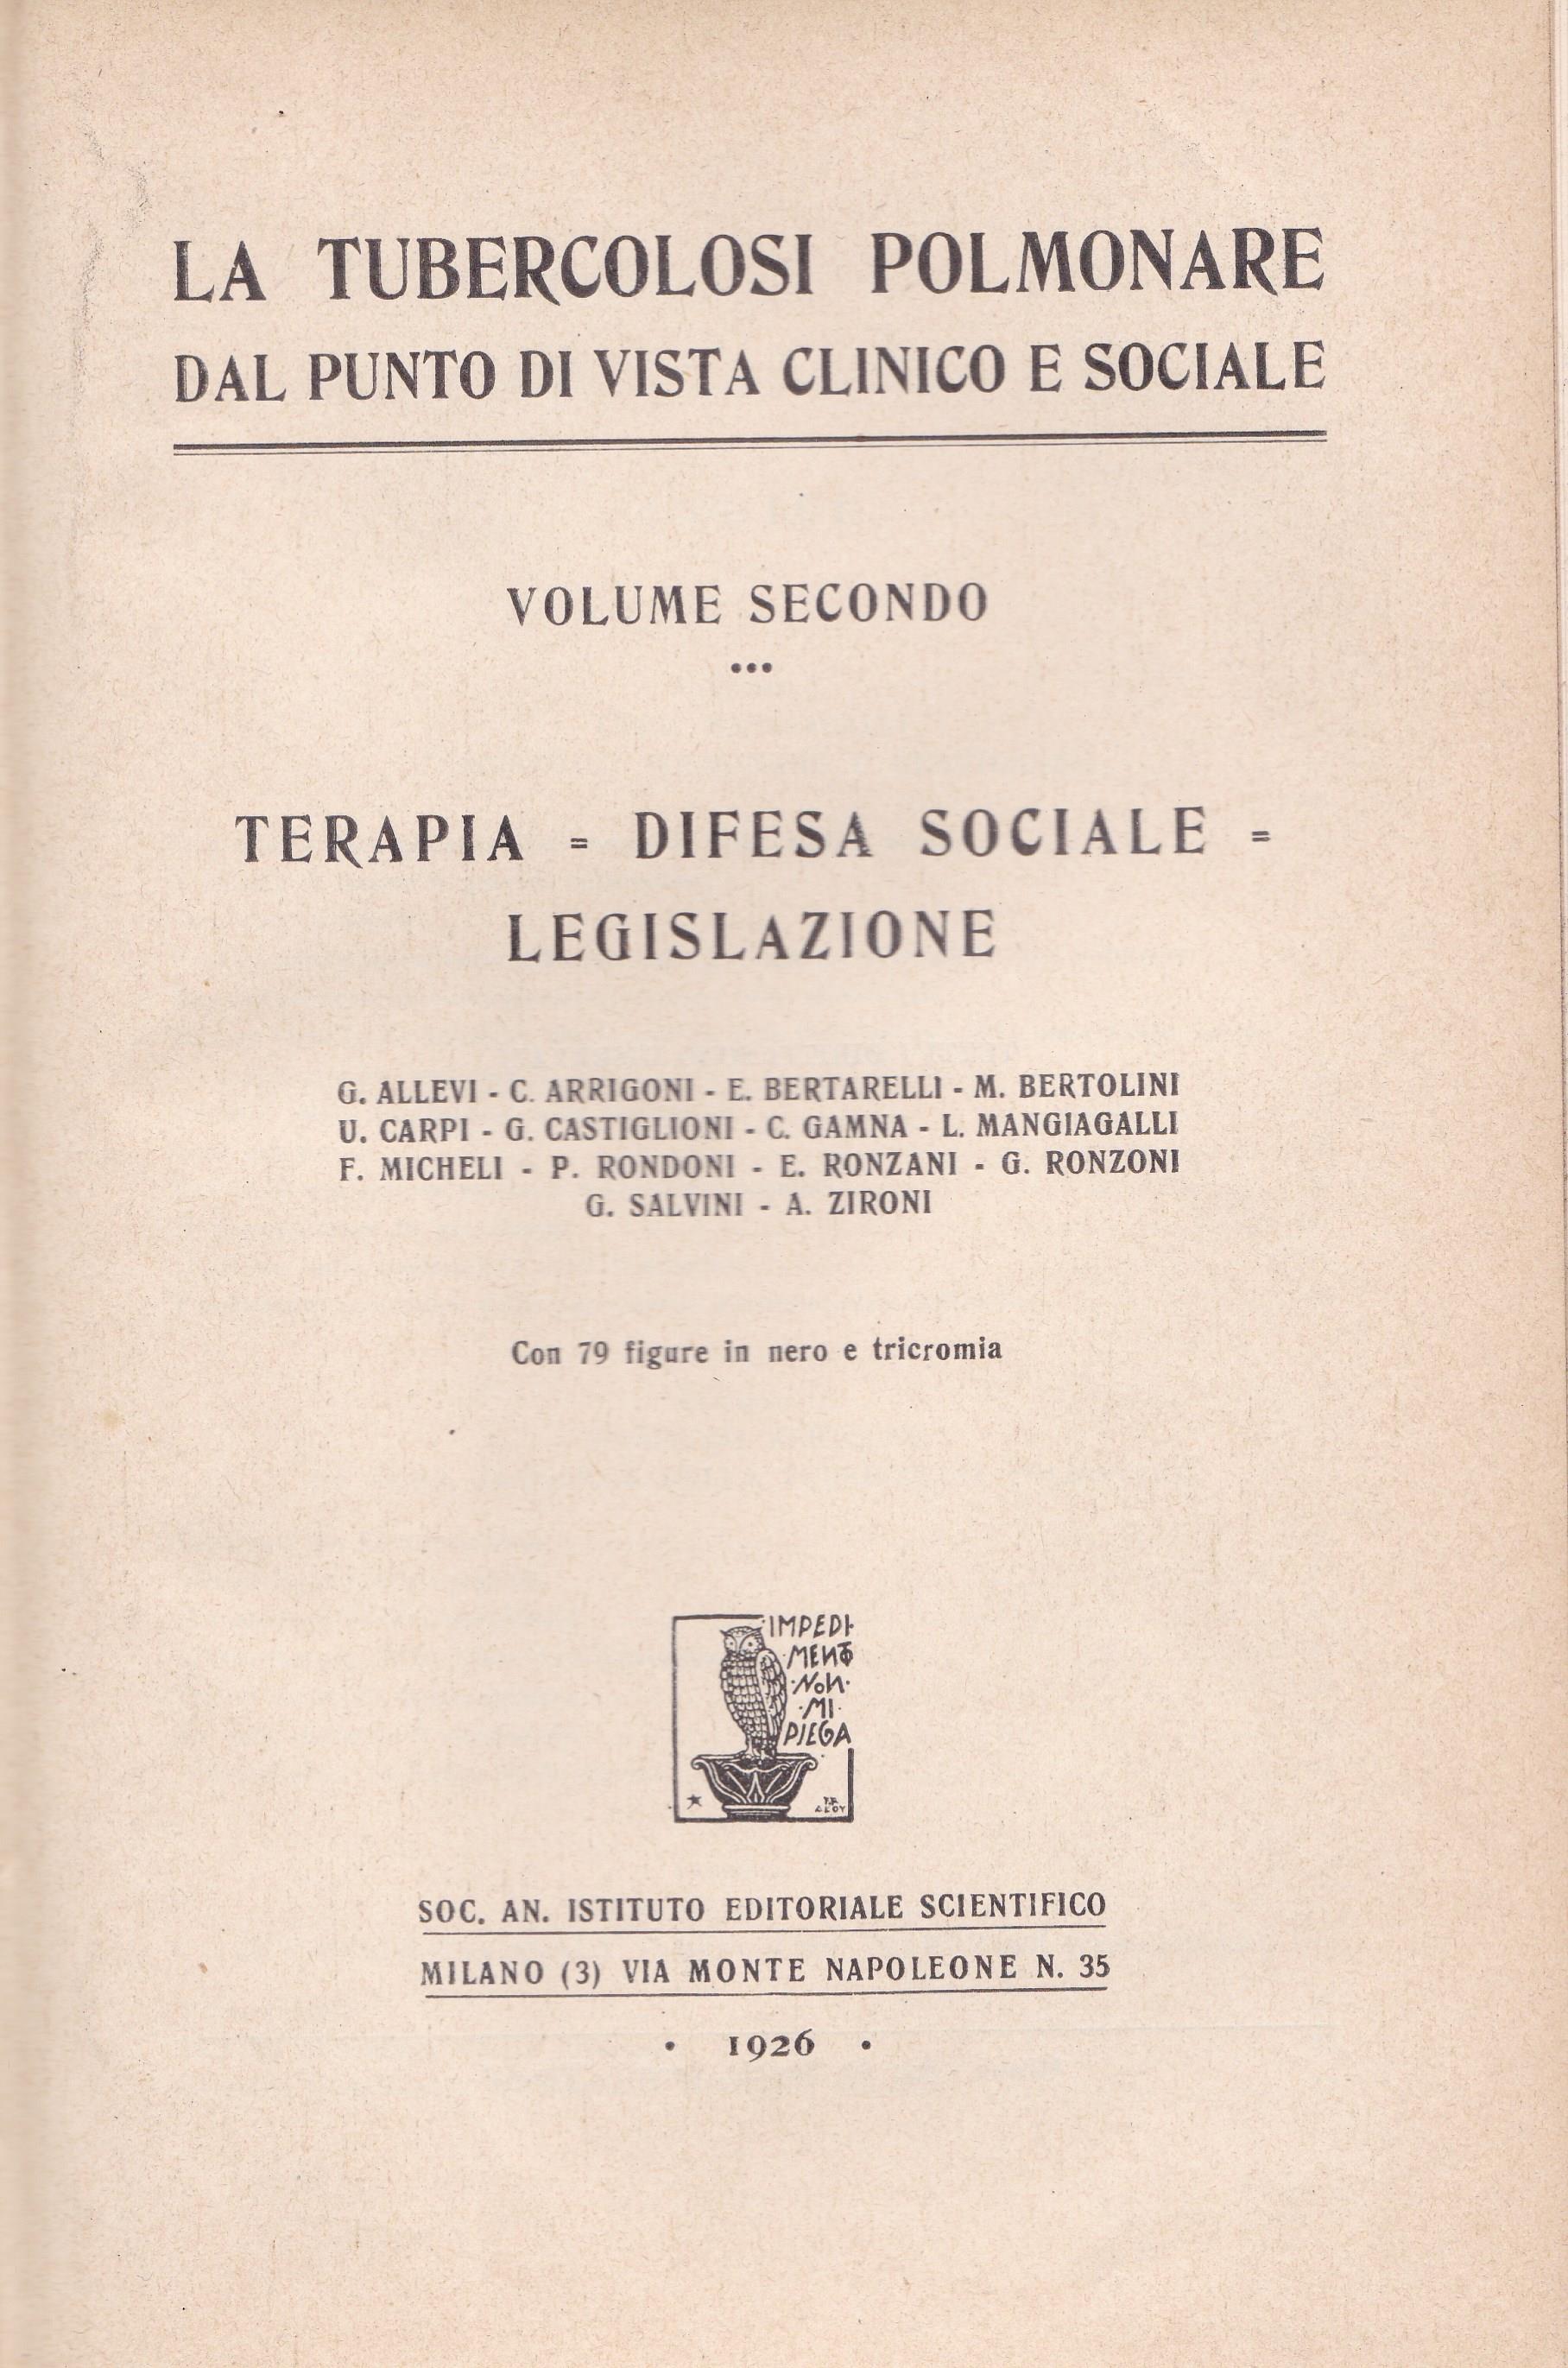 LA TUBERCOLOSI POLMONARE
DAL PUNTO DI VISTA CLINICO E SOCIALE
VOLUME SECONDO
•••
TERAPIA = DIFESA SOCIALE =
LEGISLAZIONE
G. ALLEVI - C. ARRIGONI - E. BERTARELLI - M. BERTOLINI
U. CARPI - G. CASTIGLIONI - C. GAMNA - L. MANGIAGALLI
F. MICHELI - P. RONDONI - E. RONZANI - G. RONZONI
G. SALVINI - A. ZIRONI
Con 79 figure in nero e tricromia
IMPEDI-
MENTO
·NON·
·MI·
PIEGA
SOC. AN. ISTITUTO EDITORIALE SCIENTIFICO
MILANO (3) VIA MONTE NAPOLEONE N. 35
• 1926 •